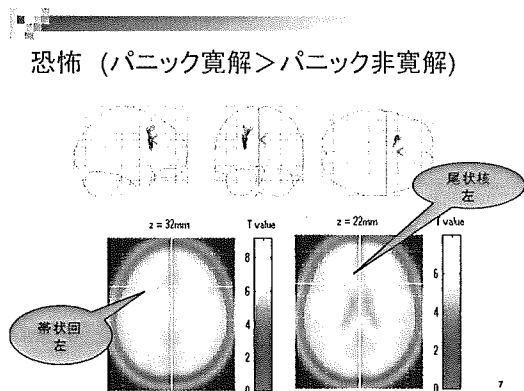 恐怖 (パニック寛解＞パニック非寛解)
尾状核
左
z = 32mm
T value
z = 22mm
T value
8
6
4
2
0
6
4
2
0
帯状回
左
7